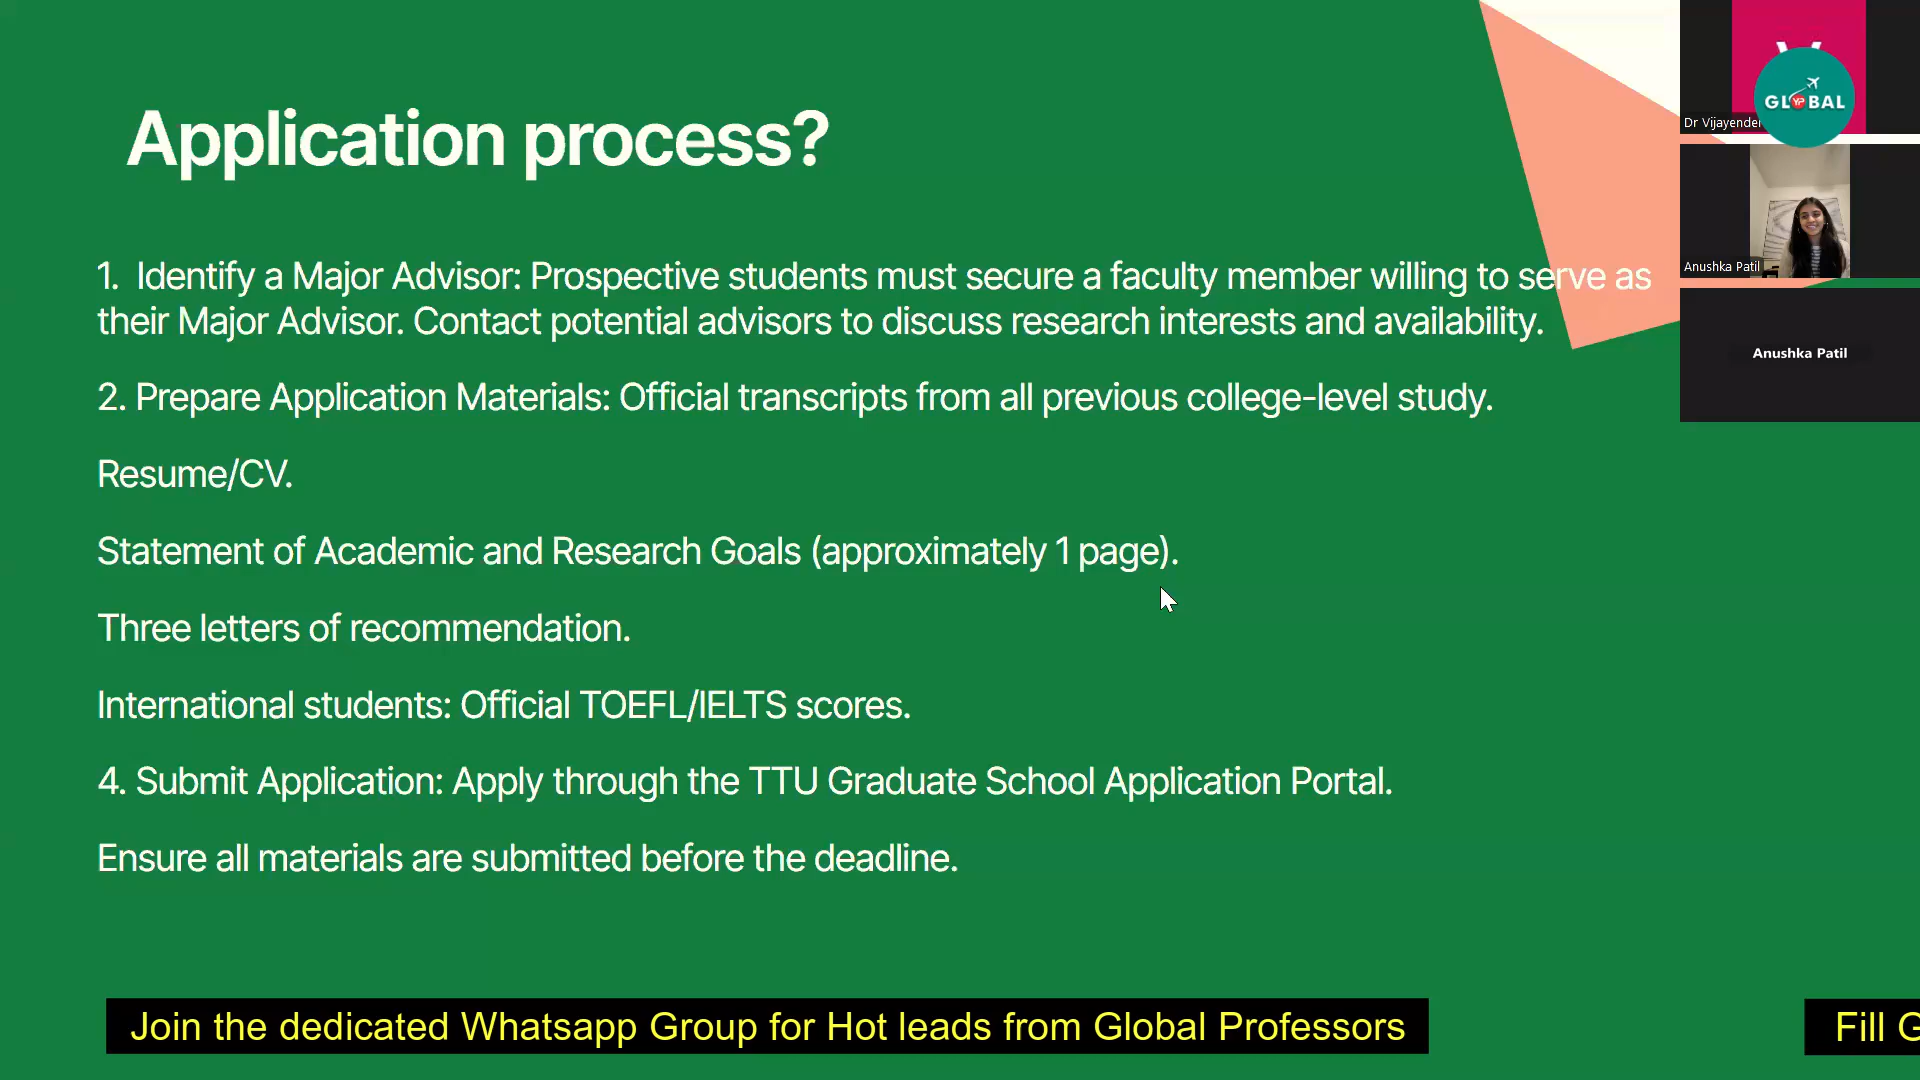 Application process?
1. Identify a Major Advisor: Prospective students must secure a faculty member willing to serve as
their Major Advisor. Contact potential advisors to discuss research interests and availability.
2. Prepare Application Materials: Official transcripts from all previous college-level study.
Resume/CV.
Statement of Academic and Research Goals (approximately 1 page).
Three letters of recommendation.
International students: Official TOEFL/IELTS scores.
4. Submit Application: Apply through the TTU Graduate School Application Portal.
Ensure all materials are submitted before the deadline.
GLOBAL
YP
Dr Vijayender
Anushka Patil
Anushka Patil
Join the dedicated Whatsapp Group for Hot leads from Global Professors
Fill G